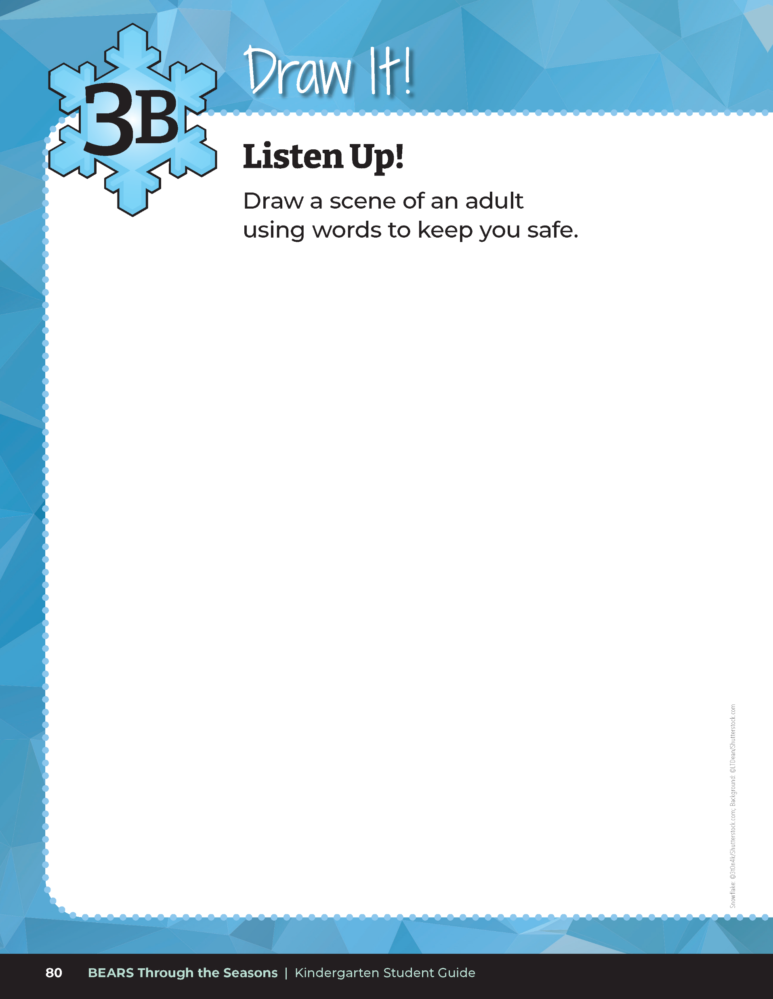 3B
Draw It!
Listen Up!
Draw a scene of an adult
using words to keep you safe.
Snowflake: ©3t0n4k/Shutterstock.com; Background: ©LTDean/Shutterstock.com
80 BEARS Through the Seasons | Kindergarten Student Guide